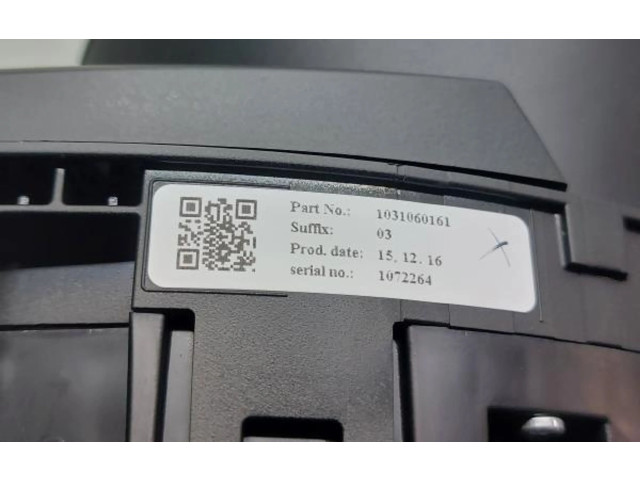 Part No.: 1031060161
Suffix: 03
Prod. date: 15. 12. 16
serial no.: 1072264